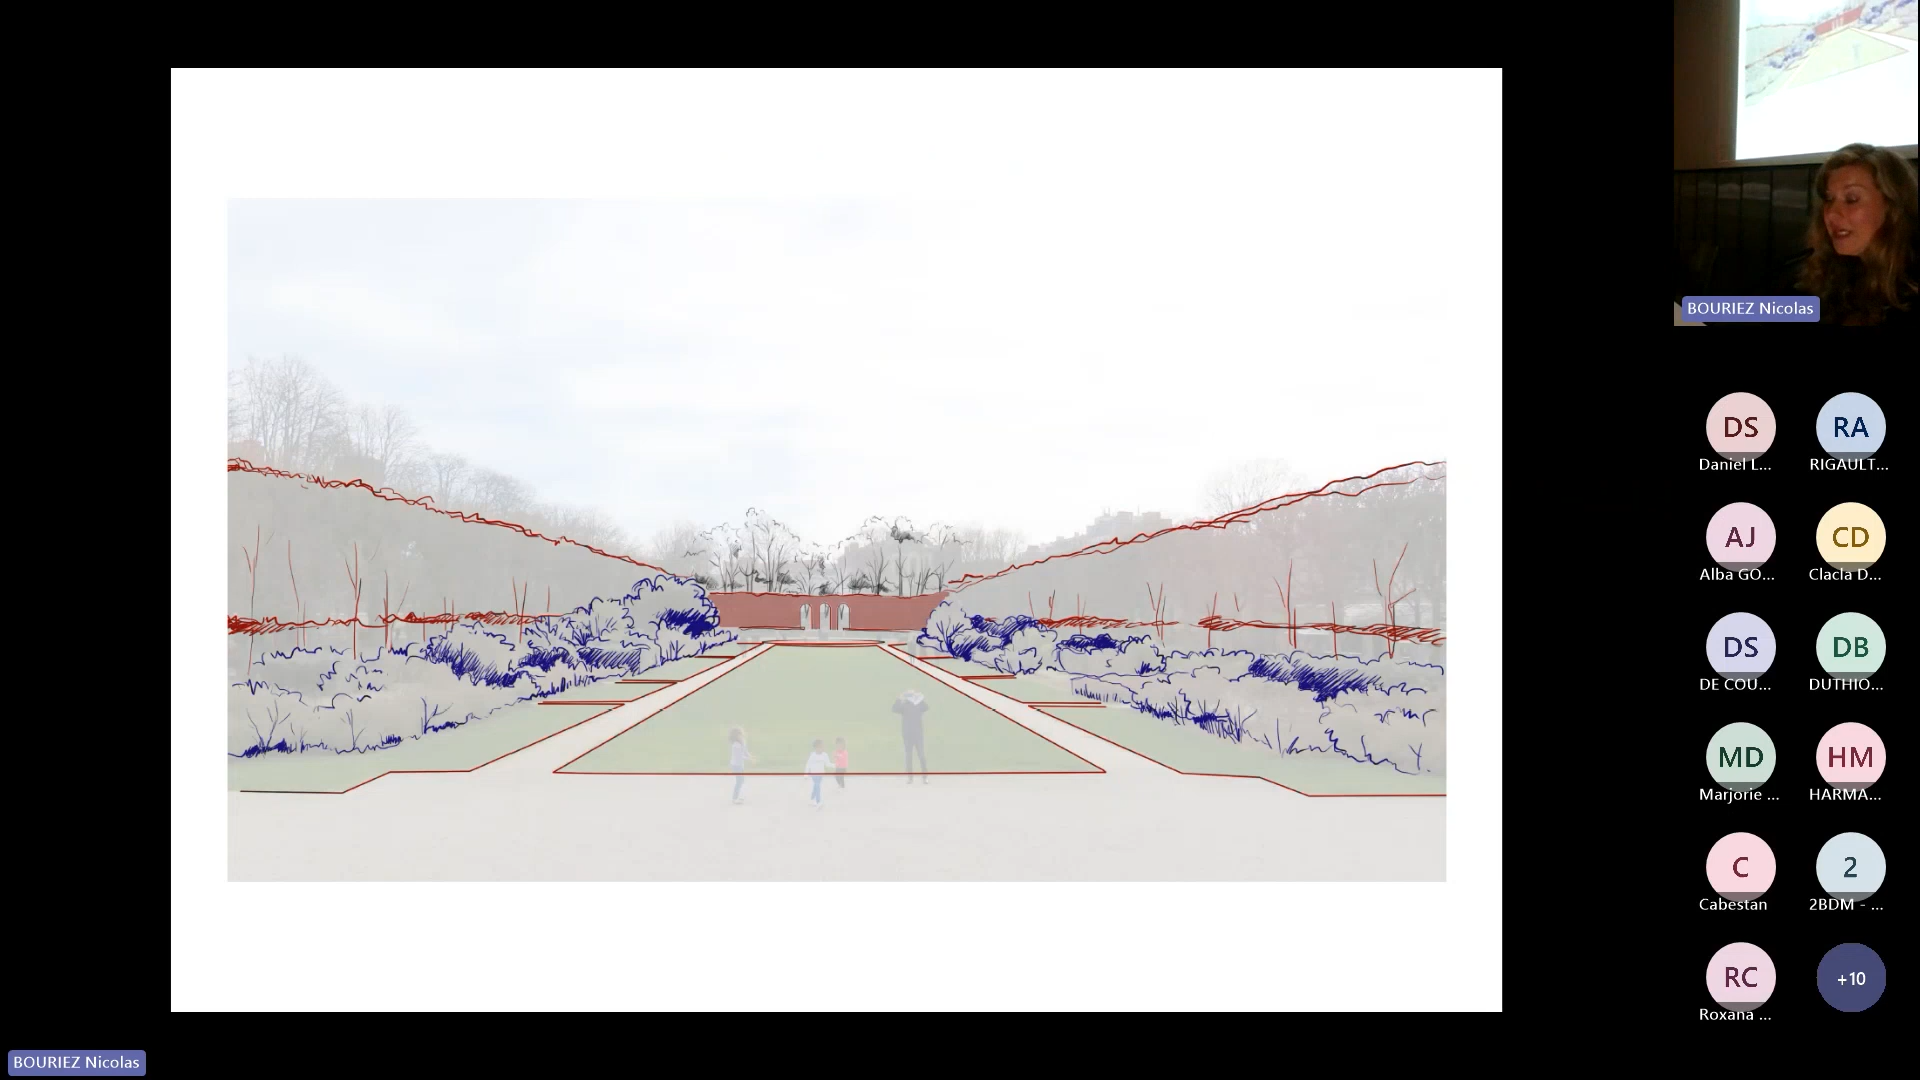 BOURIEZ Nicolas
DS
RA
Daniel L...
RIGAULT...
AJ
CD
Alba GO...
Clacla D...
DS
DB
DE COU...
DUTHIO...
MD
HM
Marjorie ...
HARMA...
C
2
Cabestan
2BDM - ...
RC
+10
Roxana ...
BOURIEZ Nicolas